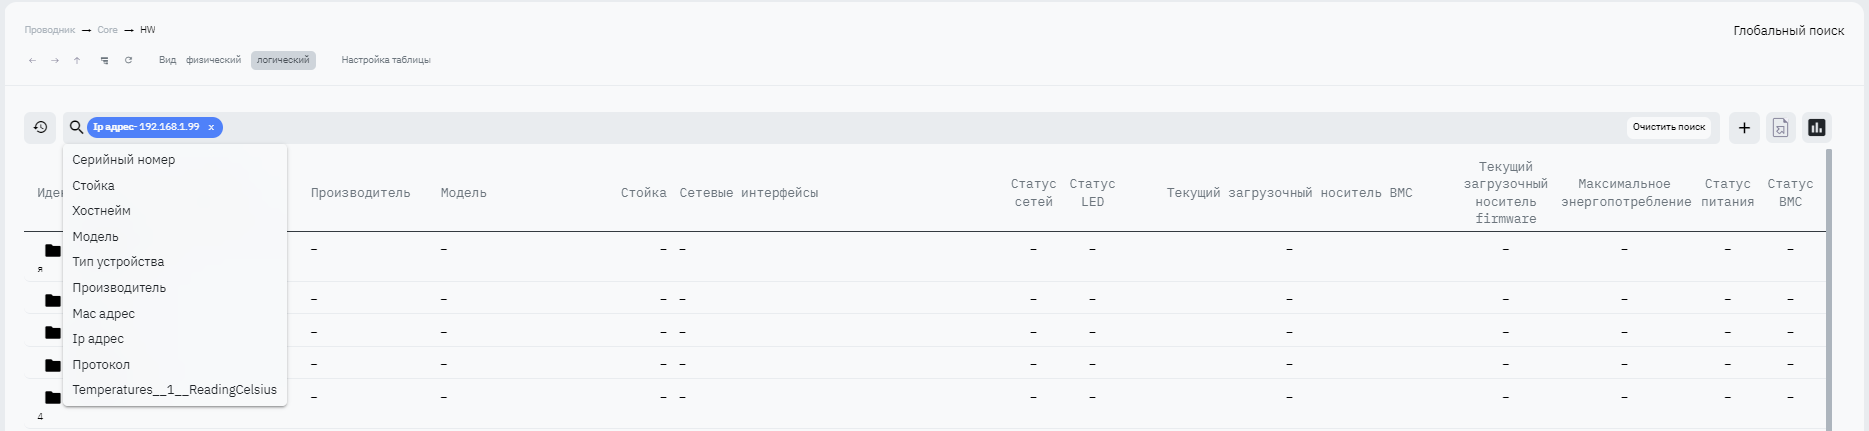 Проводник → Core → HW
Глобальный поиск
Вид физический логический Настройка таблицы
Ip адрес- 192.168.1.99 x
Очистить поиск
Серийный номер
Стойка
Хостнейм
Модель
Тип устройства
Производитель
Мас адрес
Ip адрес
Протокол
Temperatures__1__ReadingCelsius
Производитель Модель Стойка Сетевые интерфейсы
Статус
сетей
Статус
LED
Текущий загрузочный носитель BMC
Текущий
загрузочный
носитель
firmware
Максимальное
энергопотребление
Статус
питания
Статус
BMC
– – – – – – – – – – –
я
– – – – – – – – – – –
– – – – – – – – – – –
– – – – – – – – – – –
– – – – – – – – – – –
4